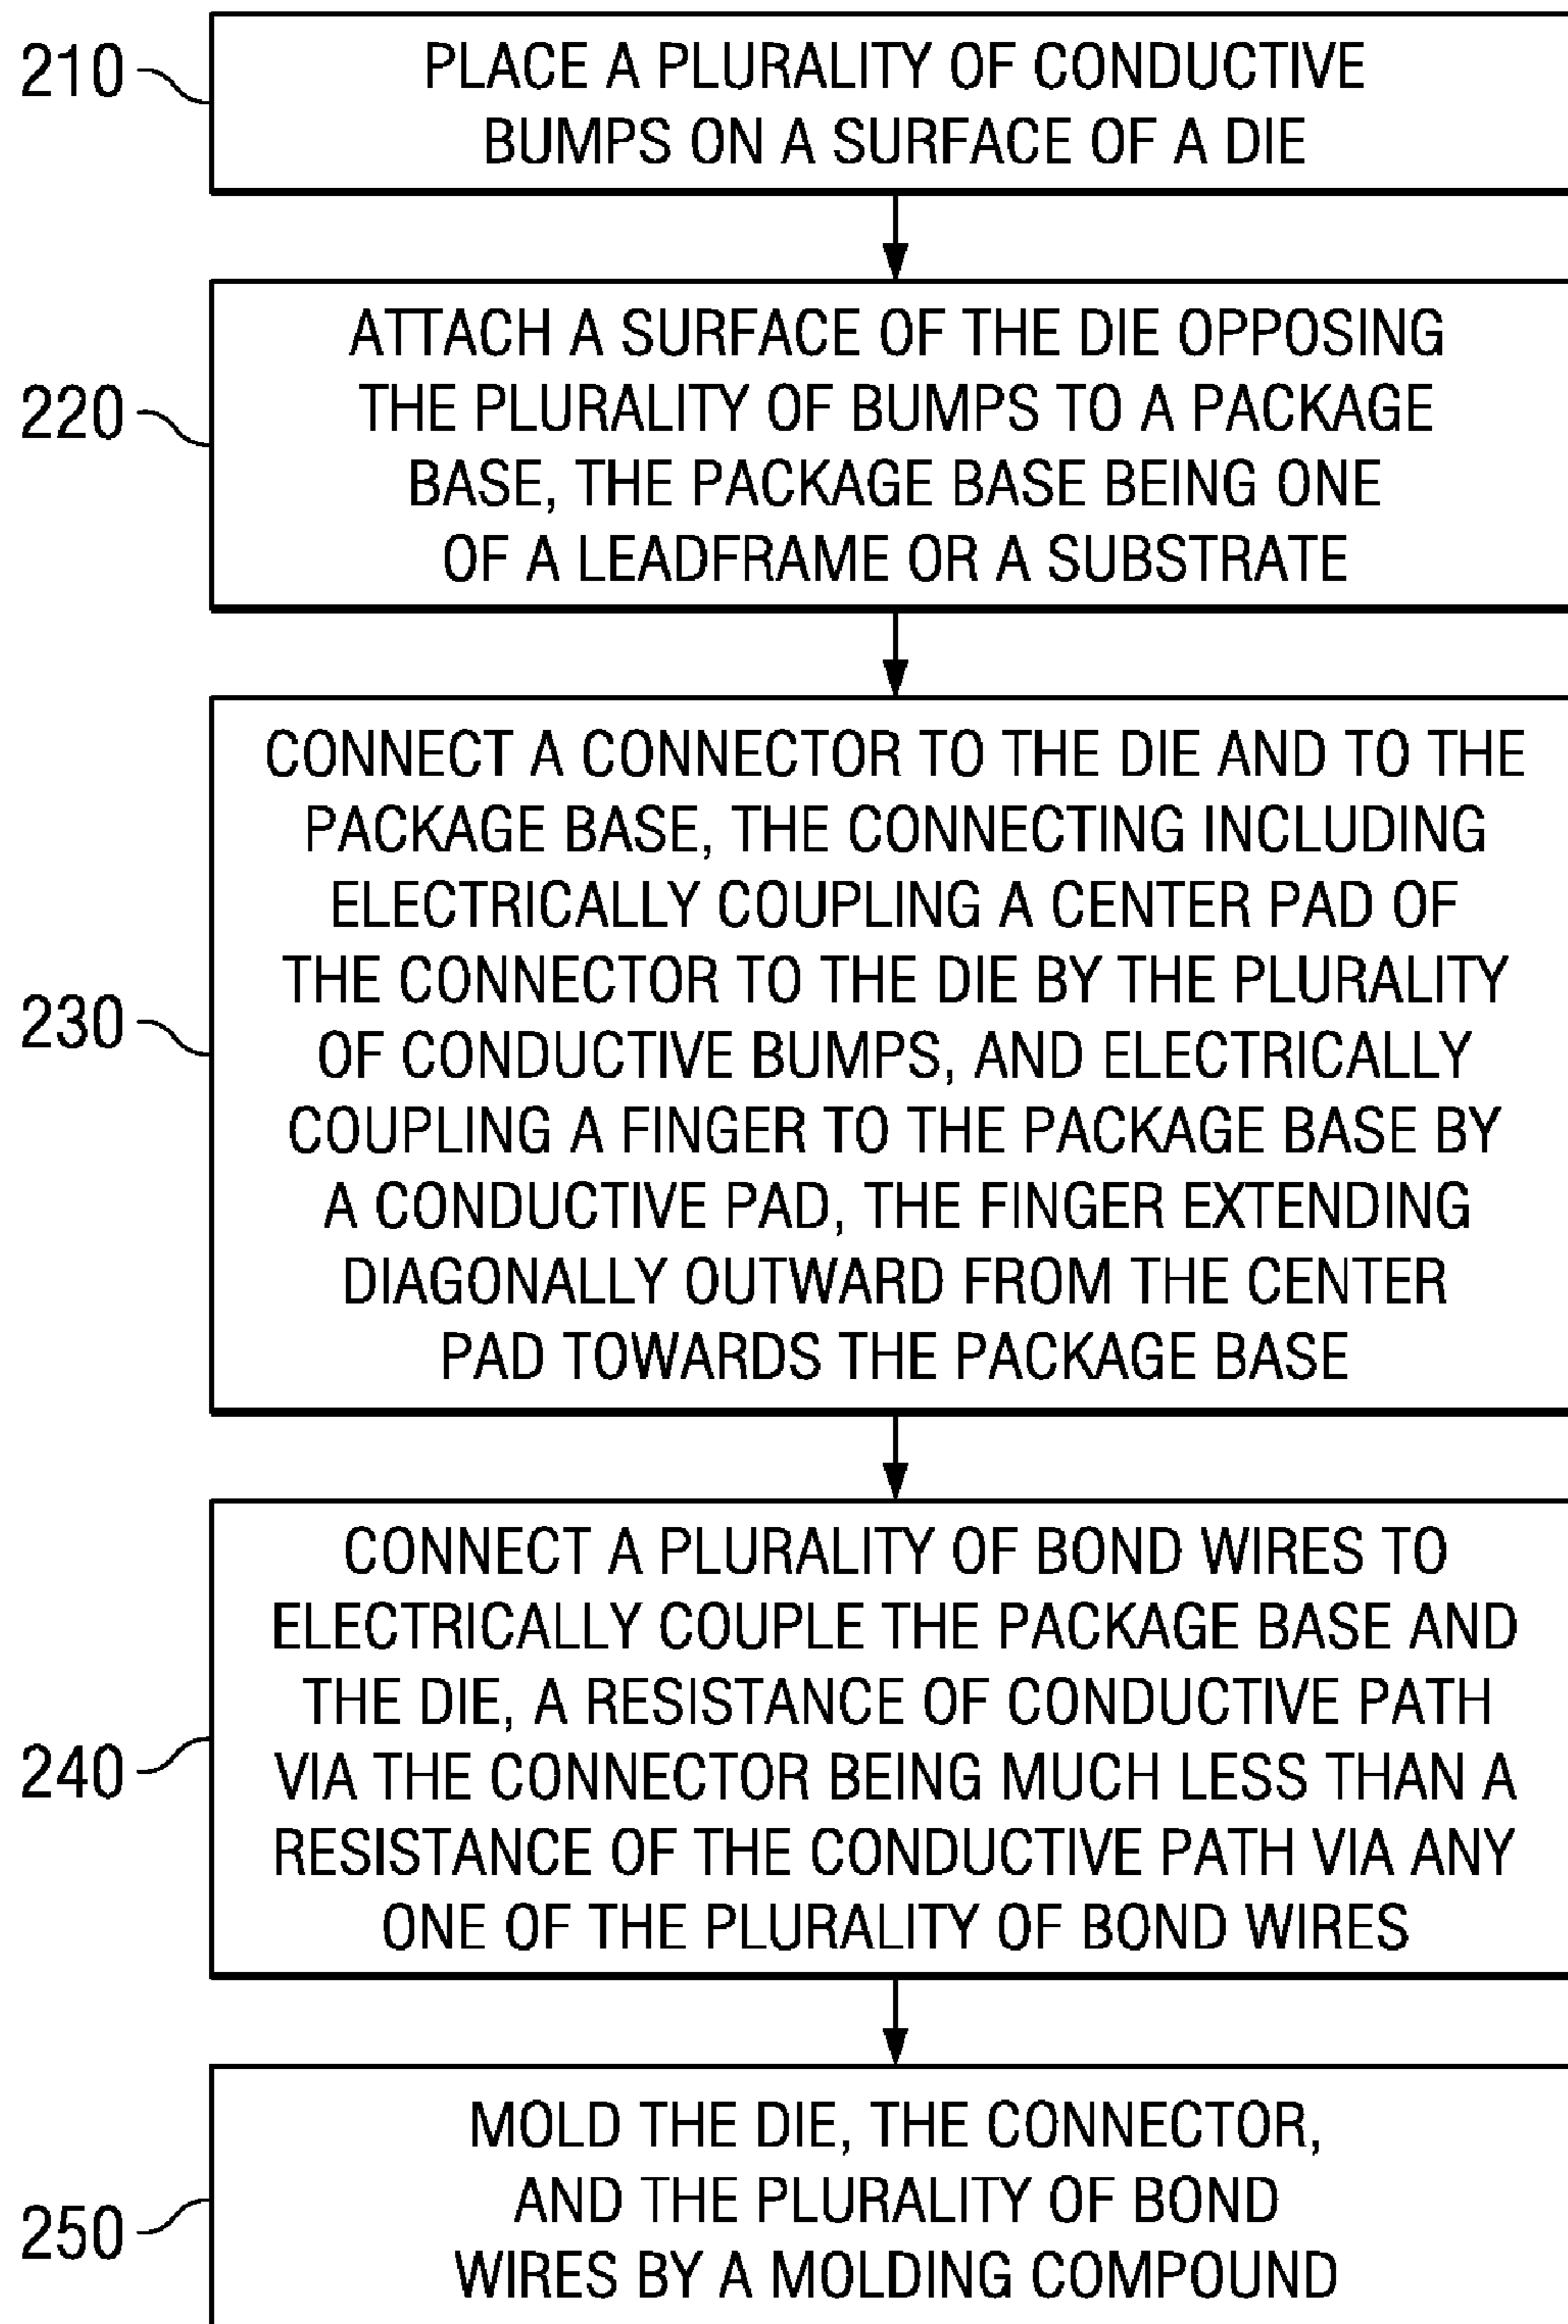 210
PLACE A PLURALITY OF CONDUCTIVE
BUMPS ON A SURFACE OF A DIE
220
ATTACH A SURFACE OF THE DIE OPPOSING
THE PLURALITY OF BUMPS TO A PACKAGE
BASE, THE PACKAGE BASE BEING ONE
OF A LEADFRAME OR A SUBSTRATE
230
CONNECT A CONNECTOR TO THE DIE AND TO THE
PACKAGE BASE, THE CONNECTING INCLUDING
ELECTRICALLY COUPLING A CENTER PAD OF
THE CONNECTOR TO THE DIE BY THE PLURALITY
OF CONDUCTIVE BUMPS, AND ELECTRICALLY
COUPLING A FINGER TO THE PACKAGE BASE BY
A CONDUCTIVE PAD, THE FINGER EXTENDING
DIAGONALLY OUTWARD FROM THE CENTER
PAD TOWARDS THE PACKAGE BASE
240
CONNECT A PLURALITY OF BOND WIRES TO
ELECTRICALLY COUPLE THE PACKAGE BASE AND
THE DIE, A RESISTANCE OF CONDUCTIVE PATH
VIA THE CONNECTOR BEING MUCH LESS THAN A
RESISTANCE OF THE CONDUCTIVE PATH VIA ANY
ONE OF THE PLURALITY OF BOND WIRES
250
MOLD THE DIE, THE CONNECTOR,
AND THE PLURALITY OF BOND
WIRES BY A MOLDING COMPOUND